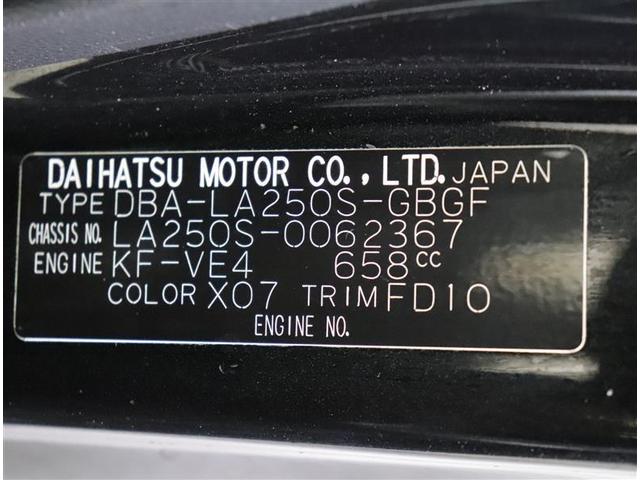 DAIHATSU MOTOR CO.,LTD. JAPAN
TYPE DBA-LA250S-GBGF
CHASSIS NO. LA250S-0062367
ENGINE KF-VE4 658cc
COLOR X07 TRIM FD10
ENGINE NO.